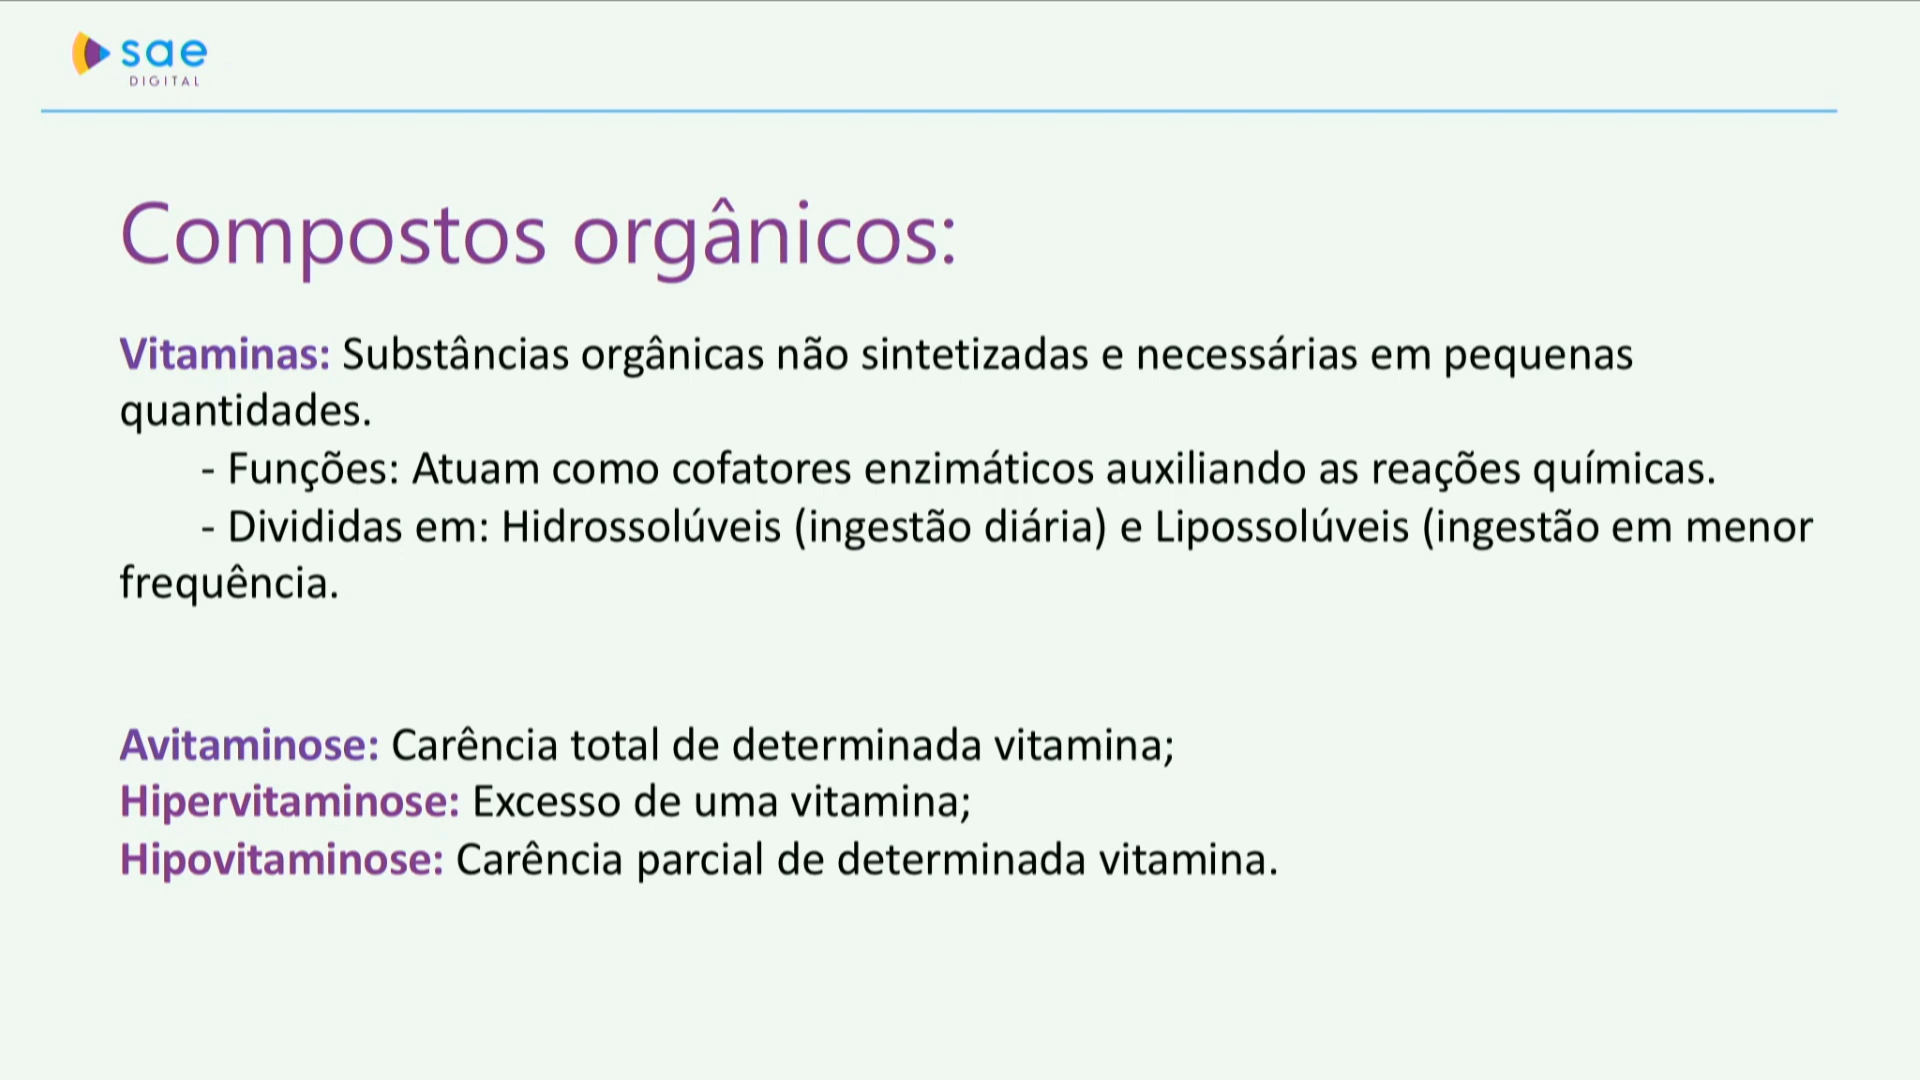 sae
DIGITAL
Compostos orgânicos:
Vitaminas: Substâncias orgânicas não sintetizadas e necessárias em pequenas
quantidades.
- Funções: Atuam como cofatores enzimáticos auxiliando as reações químicas.
- Divididas em: Hidrossolúveis (ingestão diária) e Lipossolúveis (ingestão em menor
frequência.
Avitaminose: Carência total de determinada vitamina;
Hipervitaminose: Excesso de uma vitamina;
Hipovitaminose: Carência parcial de determinada vitamina.